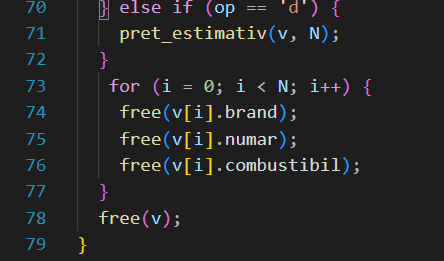 70 } else if (op == 'd') {
71 pret_estimativ(v, N);
72 }
73 for (i = 0; i < N; i++) {
74 free(v[i].brand);
75 free(v[i].numar);
76 free(v[i].combustibil);
77 }
78 free(v);
79 }